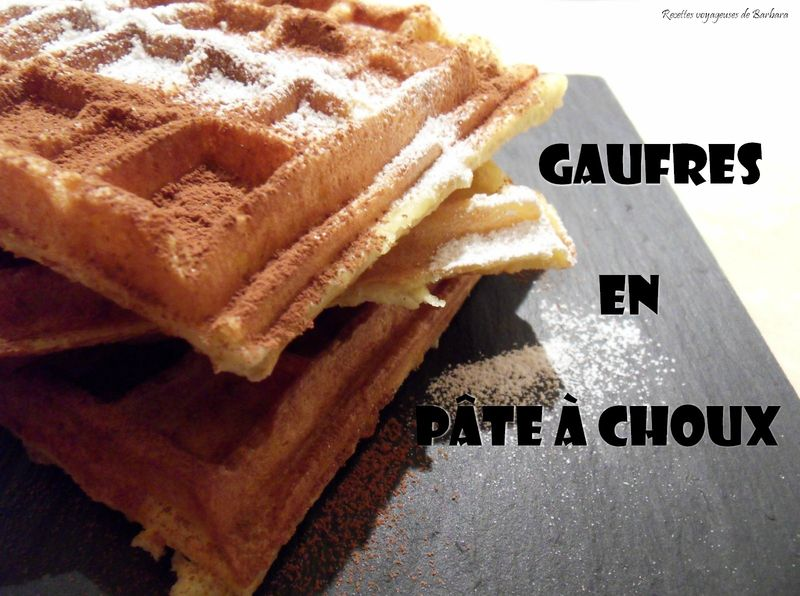 Recettes voyageuses de Barbara
GAUFRES
EN
PÂTE À CHOUX